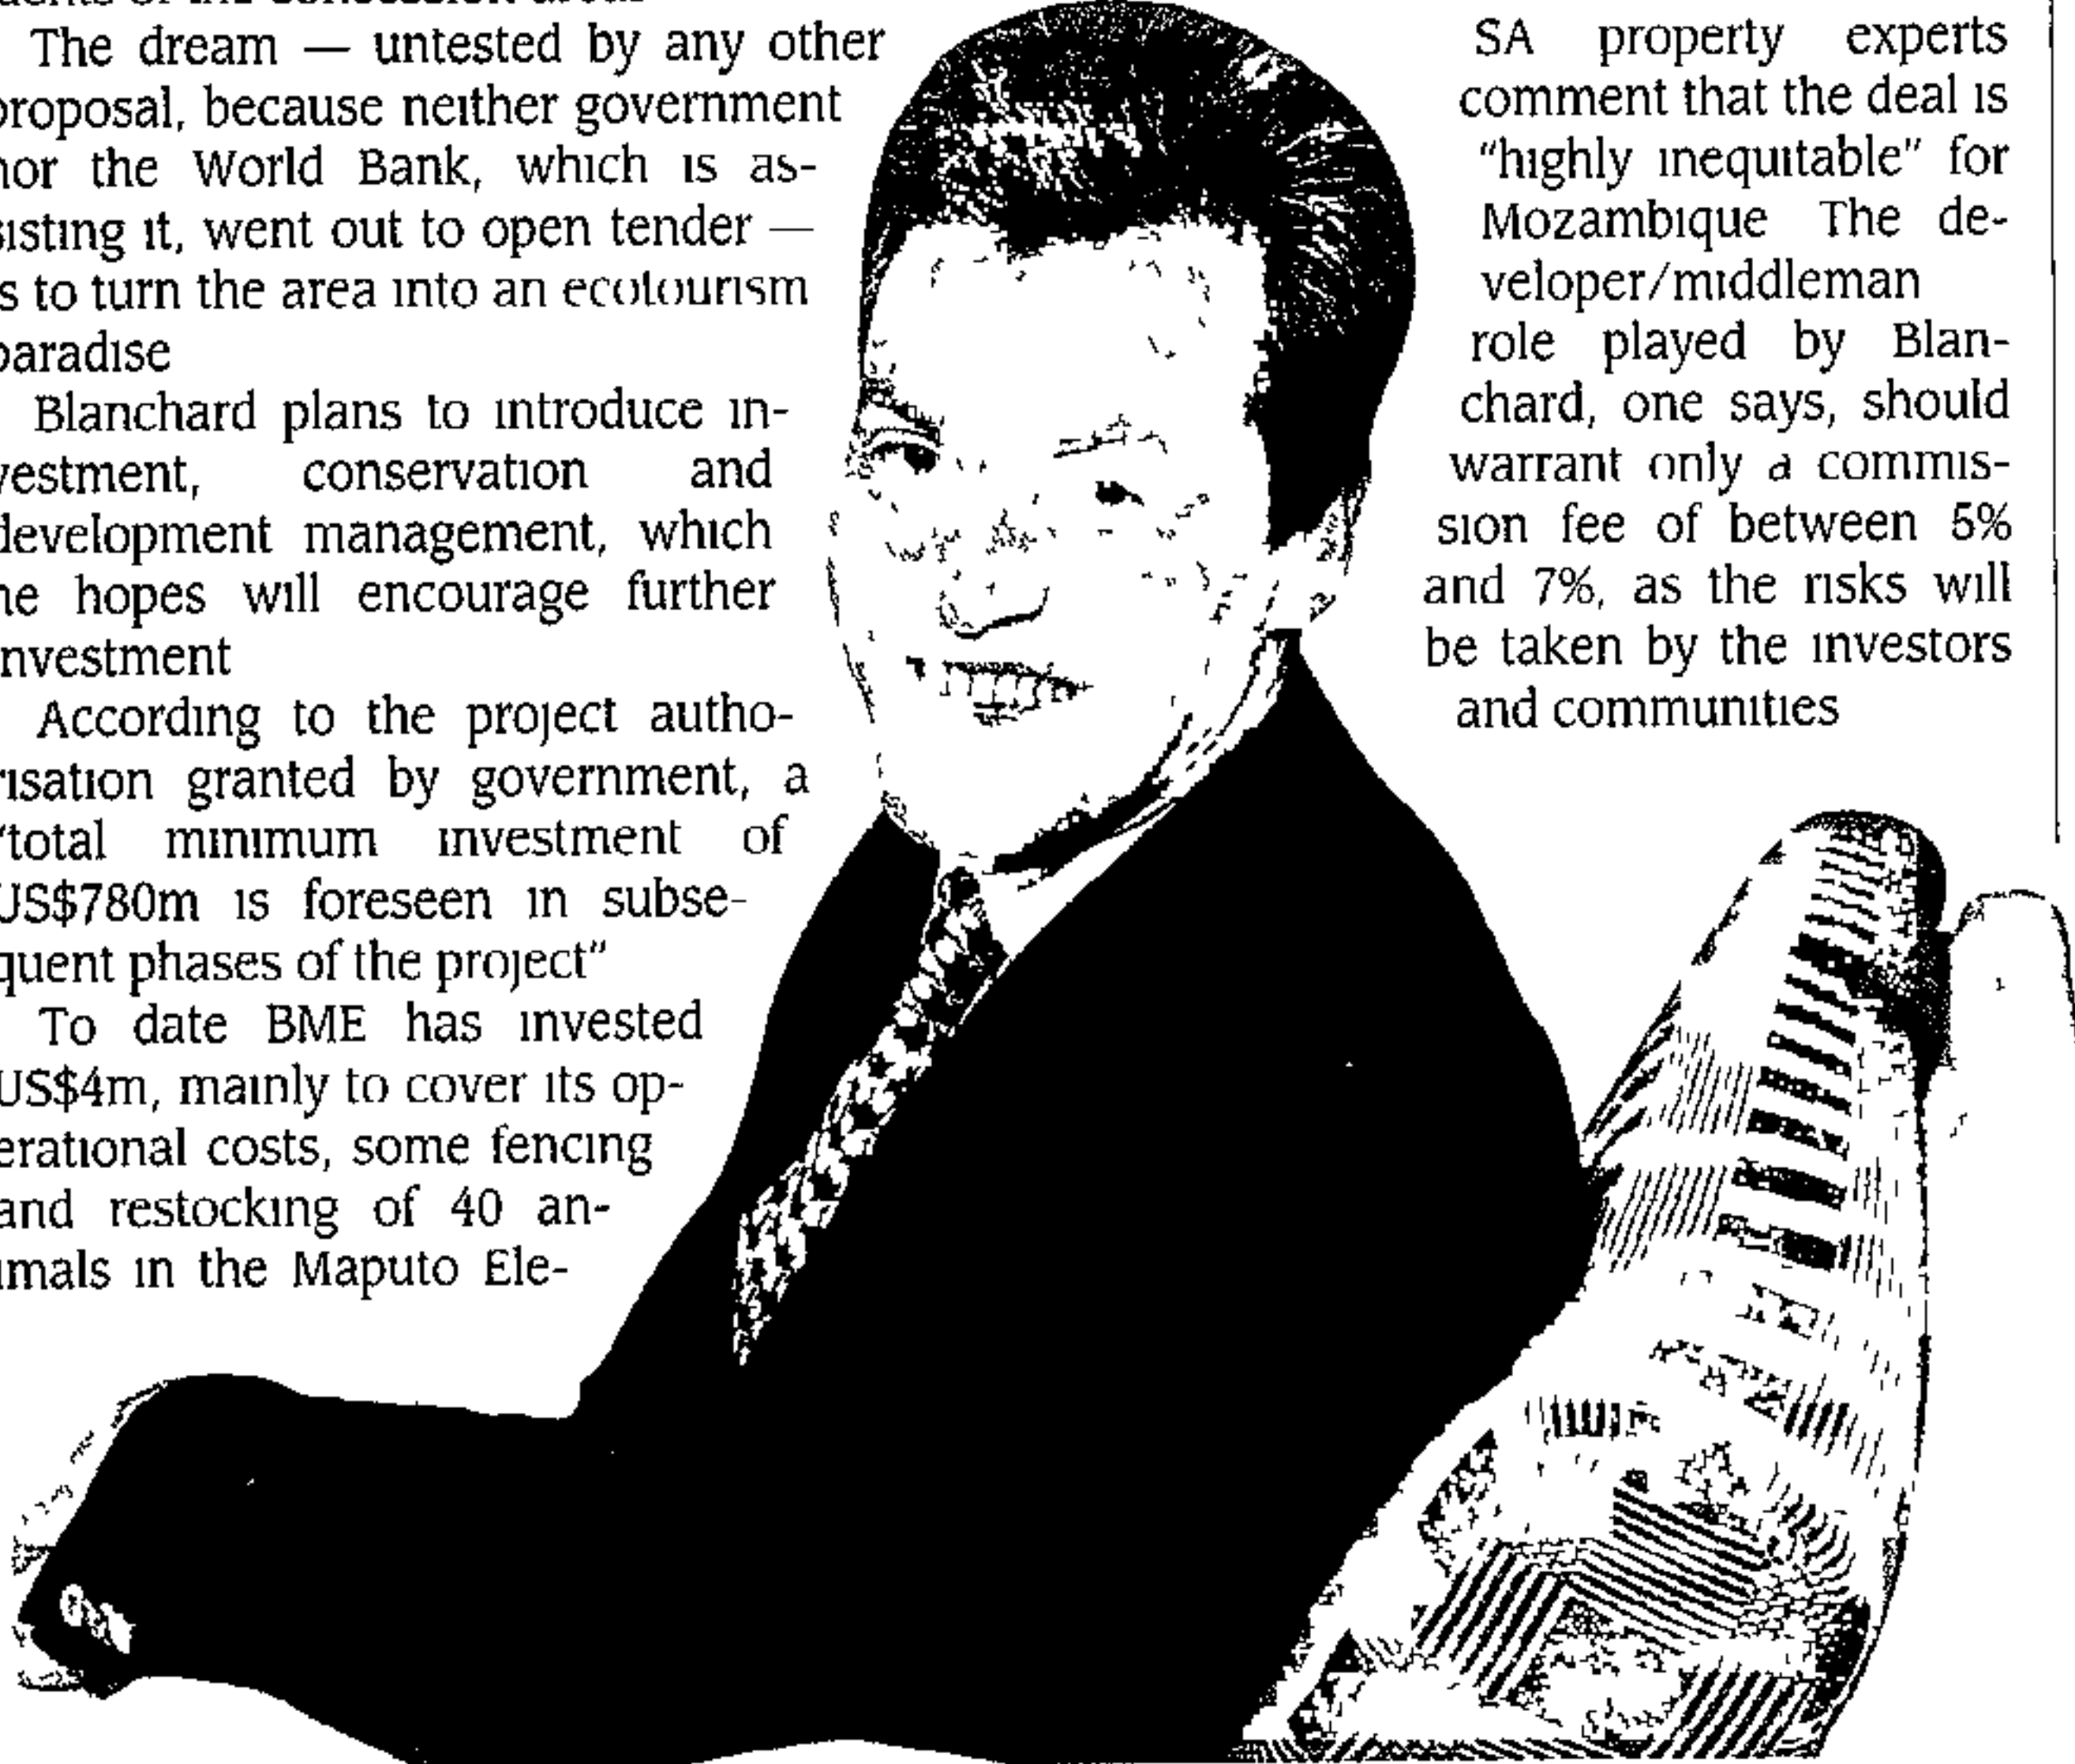 The dream — untested by any other
proposal, because neither government
nor the World Bank, which is as-
sisting it, went out to open tender —
is to turn the area into an ecotourism
paradise
Blanchard plans to introduce in-
vestment, conservation and
development management, which
he hopes will encourage further
investment
According to the project autho-
risation granted by government, a
"total minimum investment of
US$780m is foreseen in subse-
quent phases of the project"
To date BME has invested
US$4m, mainly to cover its op-
erational costs, some fencing
and restocking of 40 an-
imals in the Maputo Ele-
SA property experts
comment that the deal is
"highly inequitable" for
Mozambique The de-
veloper/middleman
role played by Blan-
chard, one says, should
warrant only a commis-
sion fee of between 5%
and 7%, as the risks will
be taken by the investors
and communities